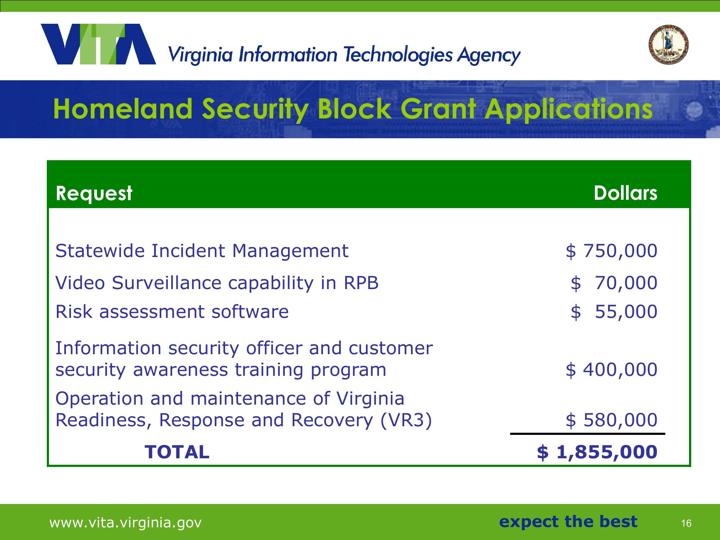 VITA
Virginia Information Technologies Agency
Homeland Security Block Grant Applications
Request Dollars
Statewide Incident Management $ 750,000
Video Surveillance capability in RPB $ 70,000
Risk assessment software $ 55,000
Information security officer and customer
security awareness training program $ 400,000
Operation and maintenance of Virginia
Readiness, Response and Recovery (VR3) $ 580,000
TOTAL $ 1,855,000
www.vita.virginia.gov expect the best 16